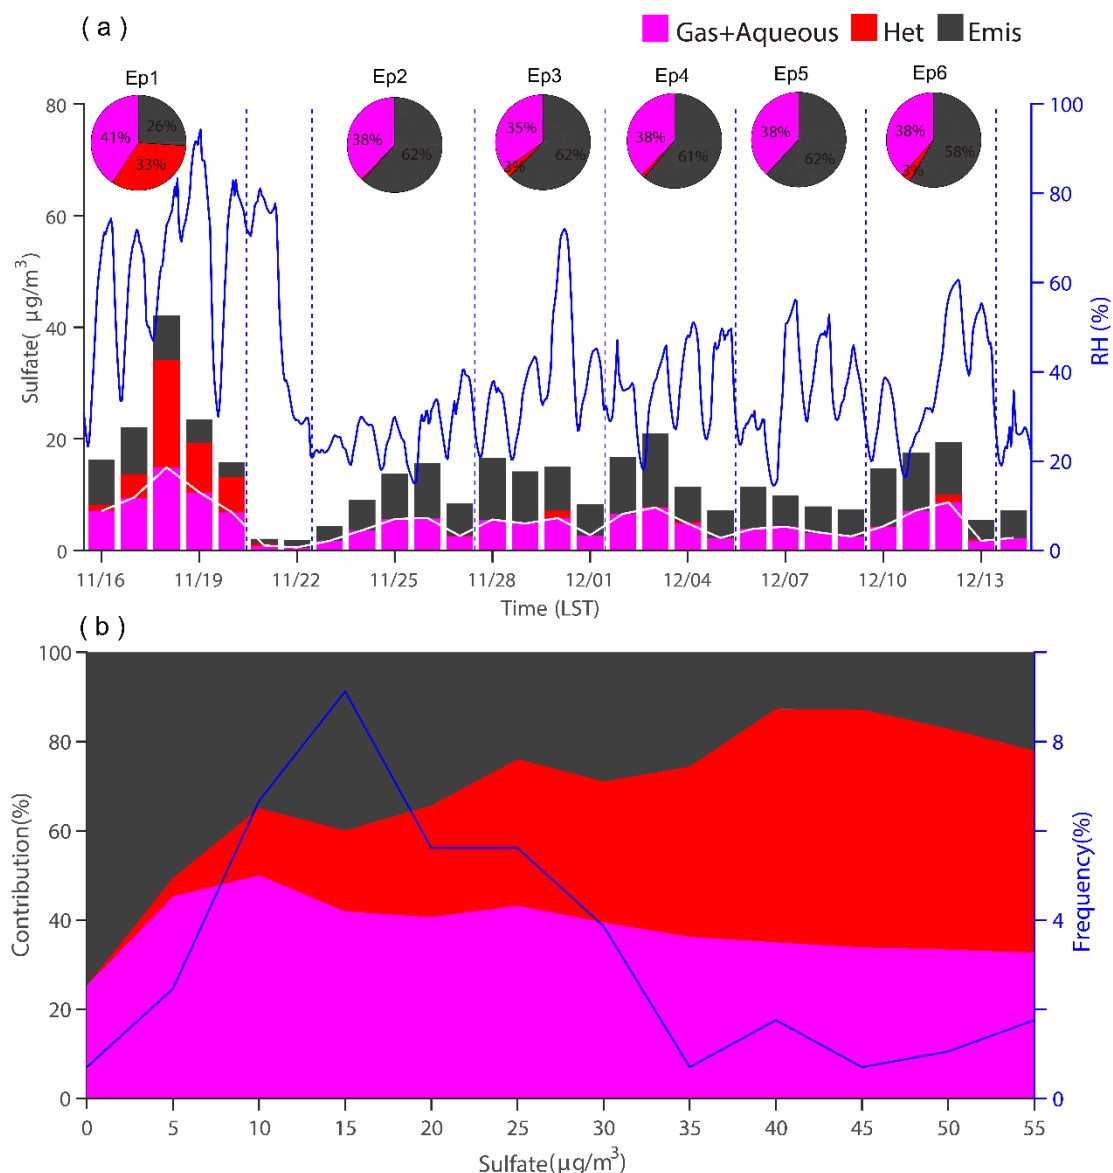 ( a )
Gas+Aqueous Het Emis
Ep1 Ep2 Ep3 Ep4 Ep5 Ep6
41% 26% 33%
38% 62%
35% 3% 62%
38% 61%
38% 62%
38% 3% 58%
80
60
40
20
0
Sulfate( μg/m³)
100
80
60
40
20
0
RH (%)
11/16 11/19 11/22 11/25 11/28 12/01 12/04 12/07 12/10 12/13
Time (LST)
( b )
100
80
60
40
20
0
Contribution(%)
8
4
0
Frequency(%)
0 5 10 15 20 25 30 35 40 45 50 55
Sulfate(μg/m³)